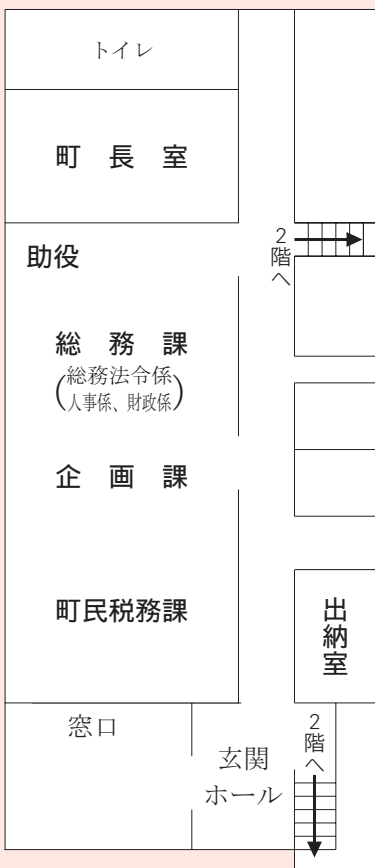 トイレ
町長室
助役
2階へ
総務課
(総務法令係
人事係、財政係)
企画課
町民税務課
出納室
窓口
2階へ
玄関
ホール